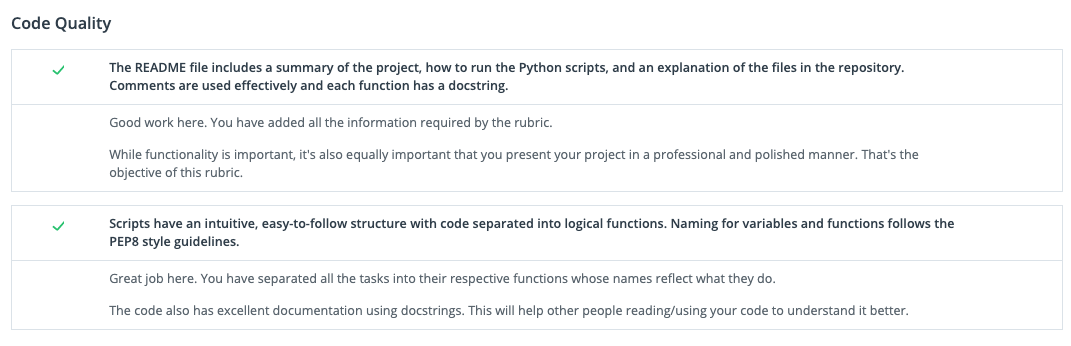 Code Quality
The README file includes a summary of the project, how to run the Python scripts, and an explanation of the files in the repository.
Comments are used effectively and each function has a docstring.
Good work here. You have added all the information required by the rubric.
While functionality is important, it's also equally important that you present your project in a professional and polished manner. That's the
objective of this rubric.
Scripts have an intuitive, easy-to-follow structure with code separated into logical functions. Naming for variables and functions follows the
PEP8 style guidelines.
Great job here. You have separated all the tasks into their respective functions whose names reflect what they do.
The code also has excellent documentation using docstrings. This will help other people reading/using your code to understand it better.